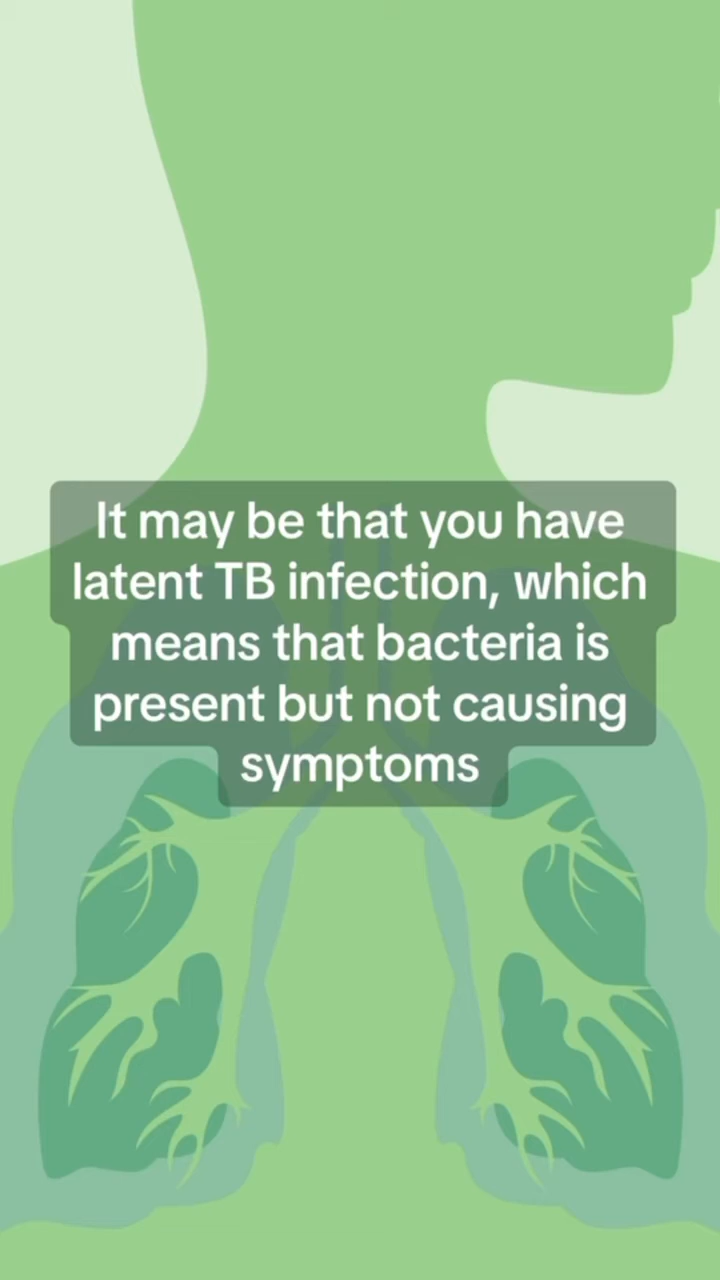 It may be that you have
latent TB infection, which
means that bacteria is
present but not causing
symptoms